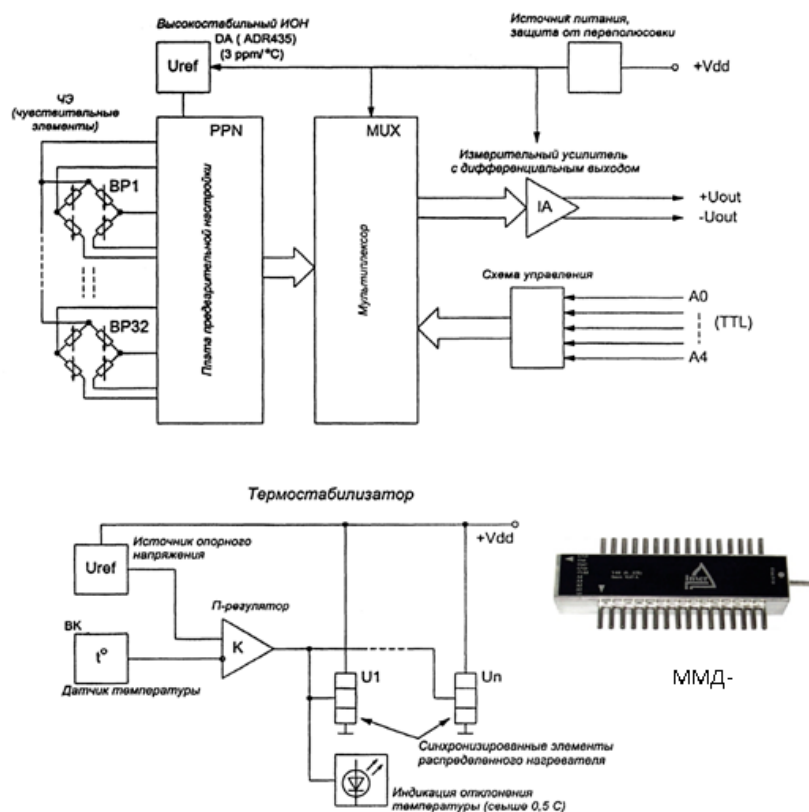 Высокостабильный ИОН
DA ( ADR435)
(3 ppm/°C)
Uref
Источник питания,
защита от переполюсовки
+Vdd
ЧЭ
(чувствительные
элементы)
PPN
MUX
BP1
BP32
Плата предварительной настройки
Мультиплексор
Измерительный усилитель
с дифференциальным выходом
IA
+Uout
-Uout
Схема управления
A0
(TTL)
A4
Термостабилизатор
Источник опорного
напряжения
+Vdd
Uref
П-регулятор
ВК
t°
K
Датчик температуры
U1
Un
Синхронизированные элементы
распределенного нагревателя
Индикация отклонения
температуры (свыше 0,5 С)
ММД-